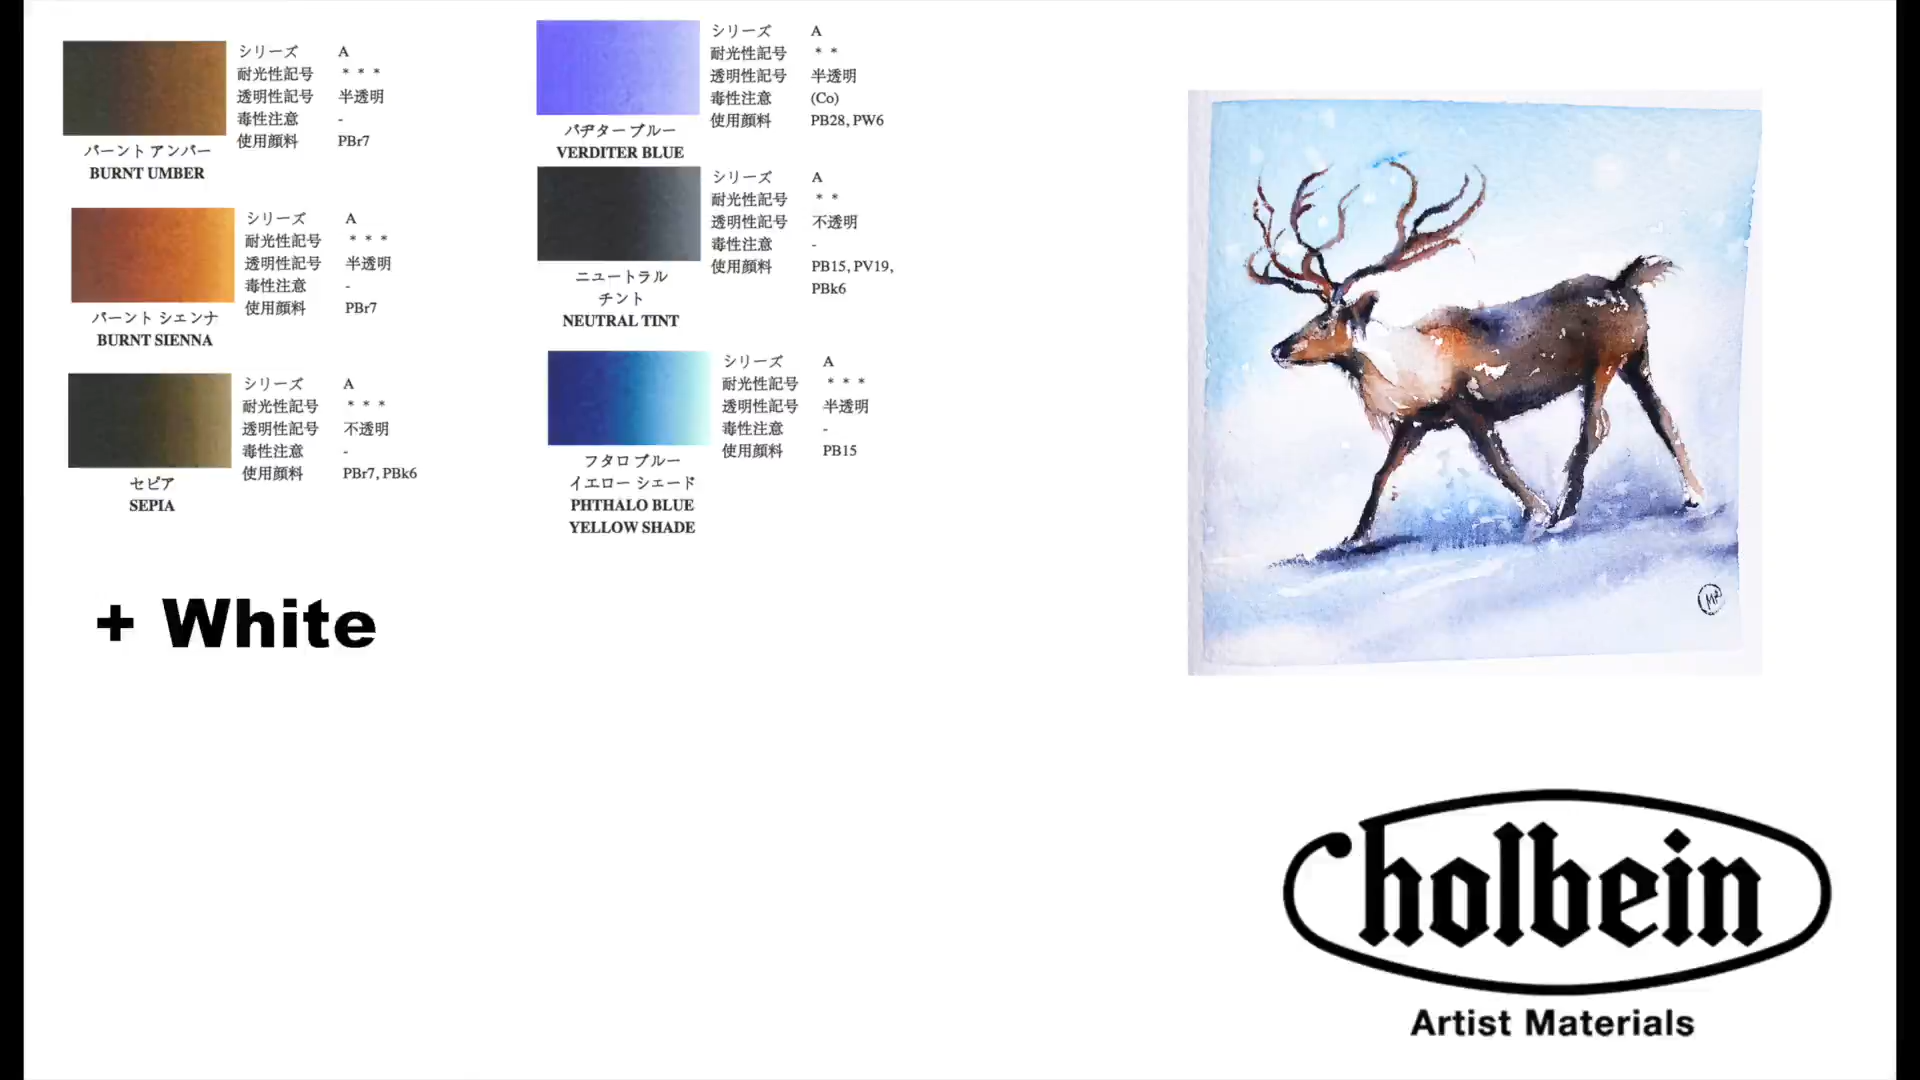 シリーズ A
耐光性記号 * * *
透明性記号 半透明
毒性注意 -
使用顔料 PBr7
バーント アンバー
BURNT UMBER
シリーズ A
耐光性記号 * * *
透明性記号 半透明
毒性注意 -
使用顔料 PBr7
バーント シェンナ
BURNT SIENNA
シリーズ A
耐光性記号 * * *
透明性記号 不透明
毒性注意 -
使用顔料 PBr7, PBk6
セピア
SEPIA
+ White
シリーズ A
耐光性記号 * *
透明性記号 半透明
毒性注意 (Co)
使用顔料 PB28, PW6
バヂター ブルー
VERDITER BLUE
シリーズ A
耐光性記号 * *
透明性記号 不透明
毒性注意 -
使用顔料 PB15, PV19,
PBk6
ニュートラル
チント
NEUTRAL TINT
シリーズ A
耐光性記号 * * *
透明性記号 半透明
毒性注意 -
使用顔料 PB15
フタロ ブルー
イエロー シェード
PHTHALO BLUE
YELLOW SHADE
holbein
Artist Materials